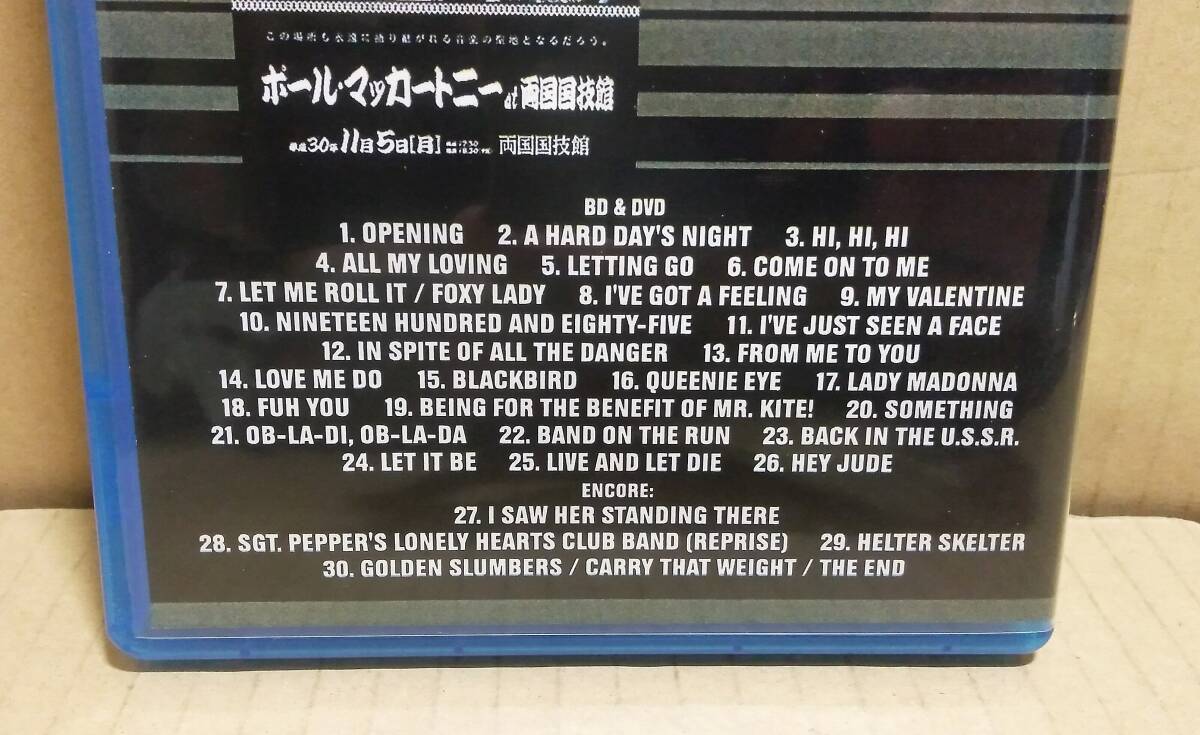 この場所も永遠に語り継がれる音楽の聖地となるだろう。
ポール・マッカートニー at 両国国技館
平成30年11月5日[月] 両国国技館
BD & DVD
1. OPENING 2. A HARD DAY'S NIGHT 3. HI, HI, HI
4. ALL MY LOVING 5. LETTING GO 6. COME ON TO ME
7. LET ME ROLL IT / FOXY LADY 8. I'VE GOT A FEELING 9. MY VALENTINE
10. NINETEEN HUNDRED AND EIGHTY-FIVE 11. I'VE JUST SEEN A FACE
12. IN SPITE OF ALL THE DANGER 13. FROM ME TO YOU
14. LOVE ME DO 15. BLACKBIRD 16. QUEENIE EYE 17. LADY MADONNA
18. FUH YOU 19. BEING FOR THE BENEFIT OF MR. KITE! 20. SOMETHING
21. OB-LA-DI, OB-LA-DA 22. BAND ON THE RUN 23. BACK IN THE U.S.S.R.
24. LET IT BE 25. LIVE AND LET DIE 26. HEY JUDE
ENCORE:
27. I SAW HER STANDING THERE
28. SGT. PEPPER'S LONELY HEARTS CLUB BAND (REPRISE) 29. HELTER SKELTER
30. GOLDEN SLUMBERS / CARRY THAT WEIGHT / THE END